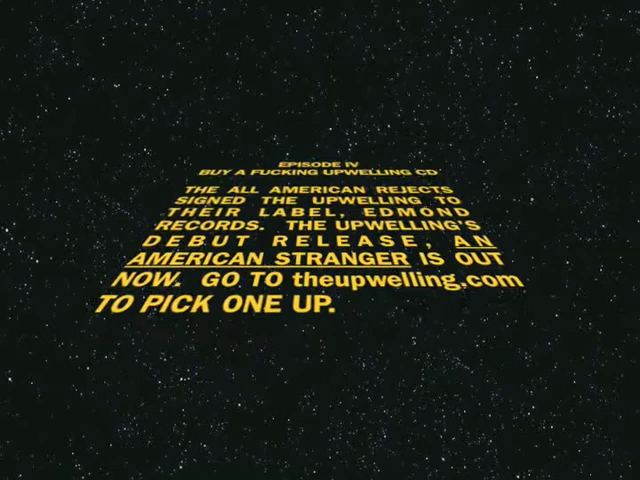 EPISODE IV
BUY A FUCKING UPWELLING CD
THE ALL AMERICAN REJECTS
SIGNED THE UPWELLING TO
THEIR LABEL, EDMOND
RECORDS. THE UPWELLING'S
DEBUT RELEASE, AN
AMERICAN STRANGER IS OUT
NOW. GO TO theupwelling.com
TO PICK ONE UP.